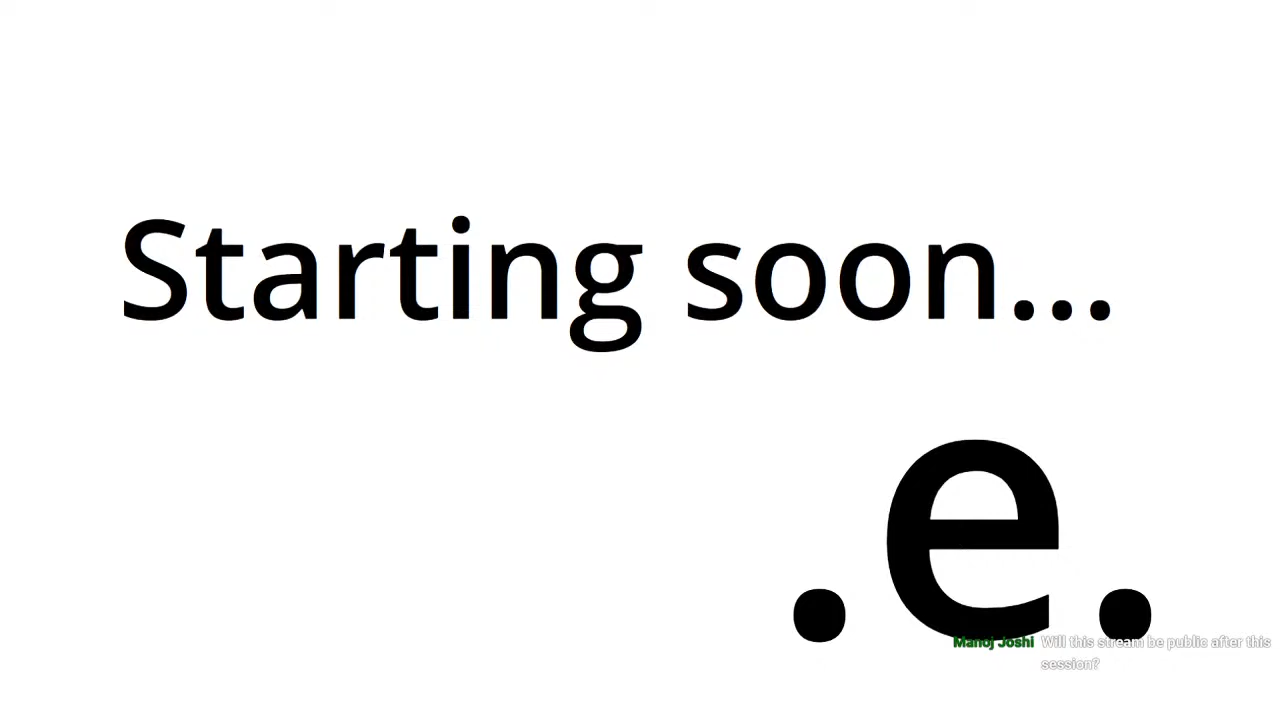 Starting soon...
.e.
Manoj Joshi Will this stream be public after this
session?